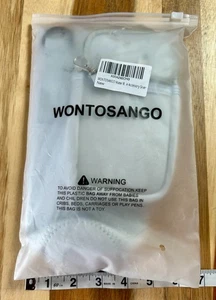 WONTOSANGO
WARNING
TO AVOID DANGER OF SUFFOCATION KEEP
THIS PLASTIC BAG AWAY FROM BABIES
AND CHILDREN DO NOT USE. THIS BAG IN
CRIBS, BEDS, CARRIAGES OR PLAY PENS.
THIS BAG IS NOT A TOY
1 2 3 4 5 6 7